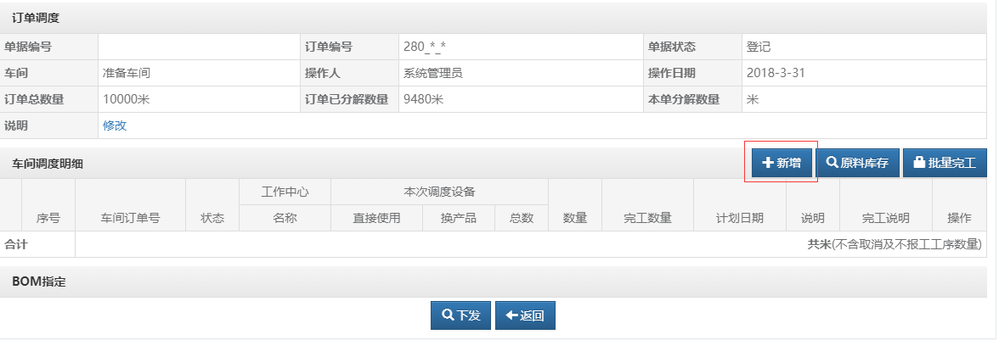 订单调度
单据编号 订单编号 280_*_* 单据状态 登记
车间 准备车间 操作人 系统管理员 操作日期 2018-3-31
订单总数量 10000米 订单已分解数量 9480米 本单分解数量 米
说明 修改
车间调度明细 新增 原料库存 批量完工
工作中心 本次调度设备
序号 车间订单号 状态 名称 直接使用 换产品 总数 数量 完工数量 计划日期 说明 完工说明 操作
合计 共米(不含取消及不报工工序数量)
BOM指定
下发 返回